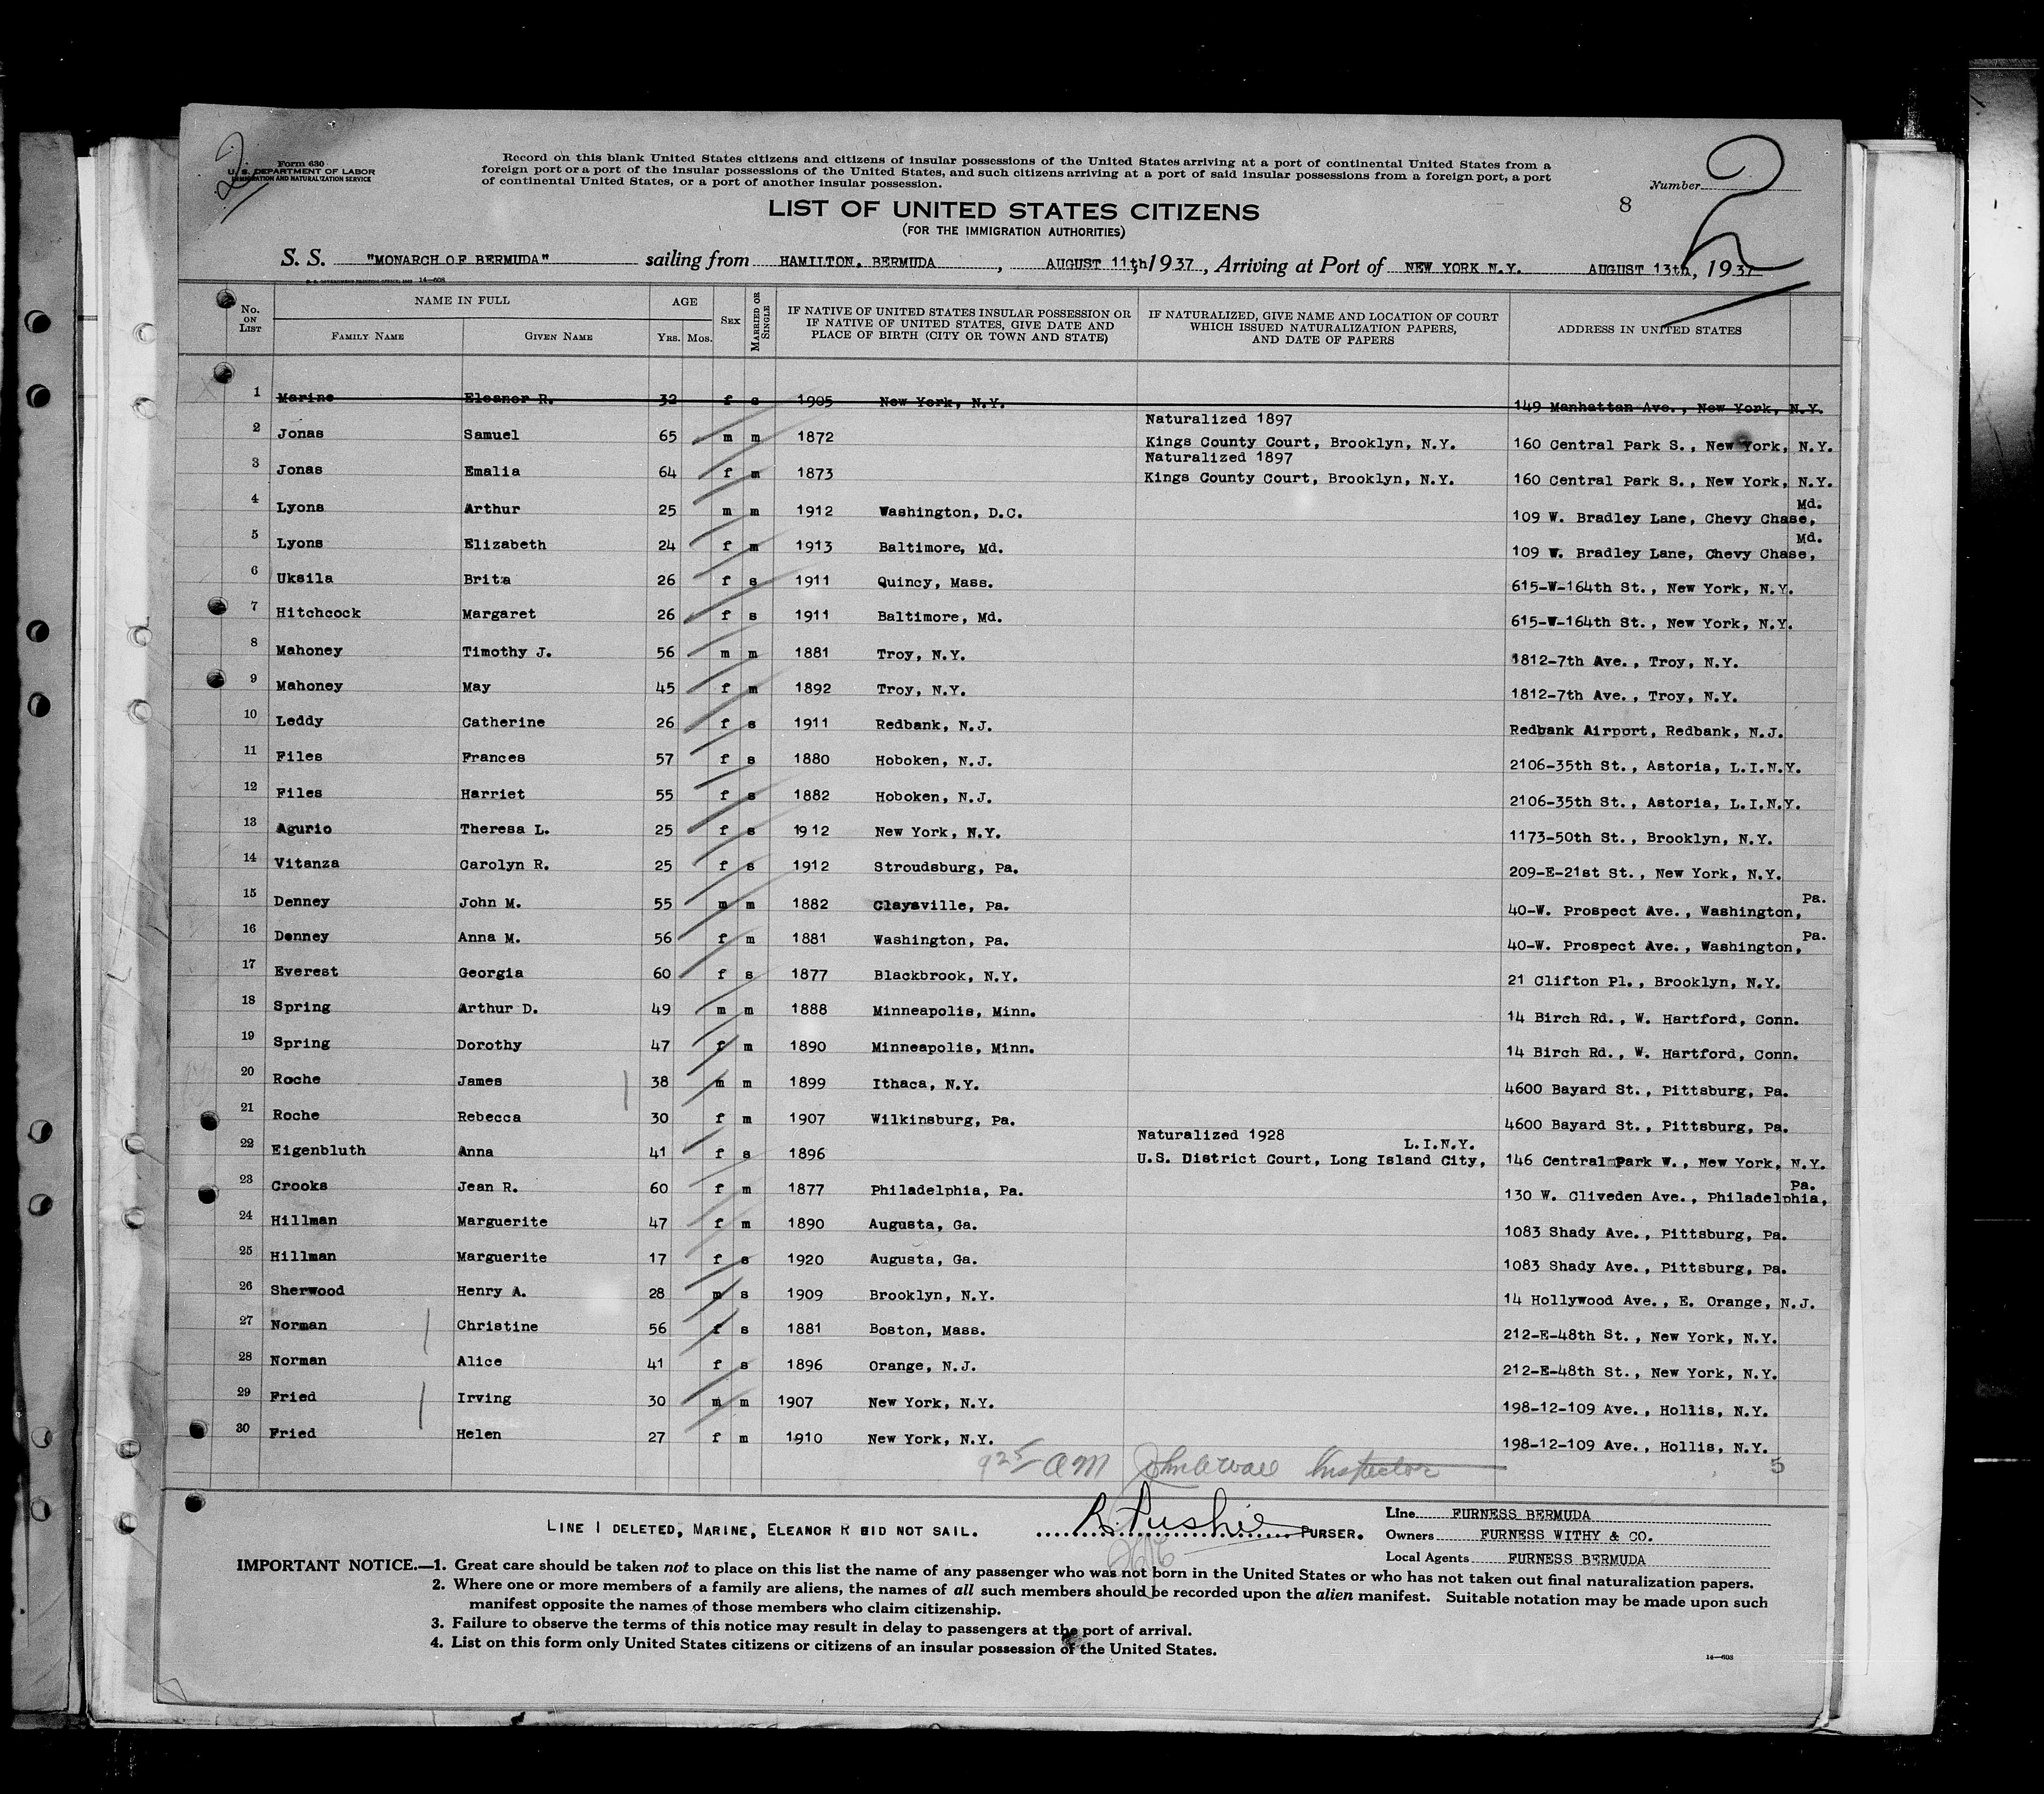 2
Form 630
U. S. DEPARTMENT OF LABOR
IMMIGRATION AND NATURALIZATION SERVICE
Record on this blank United States citizens and citizens of insular possessions of the United States arriving at a port of continental United States from a
foreign port or a port of the insular possessions of the United States, and such citizens arriving at a port of said insular possessions from a foreign port, a port
of continental United States, or a port of another insular possession.
Number 2
8
LIST OF UNITED STATES CITIZENS
(FOR THE IMMIGRATION AUTHORITIES)
S. S. "MONARCH OF BERMUDA" sailing from HAMILTON. BERMUDA, AUGUST 11th, 1937, Arriving at Port of NEW YORK N.Y. AUGUST 13th, 1937
14—608
No. ON LIST NAME IN FULL FAMILY NAME GIVEN NAME AGE YRS. MOS. SEX MARRIED OR SINGLE IF NATIVE OF UNITED STATES INSULAR POSSESSION OR IF NATIVE OF UNITED STATES, GIVE DATE AND PLACE OF BIRTH (CITY OR TOWN AND STATE) IF NATURALIZED, GIVE NAME AND LOCATION OF COURT WHICH ISSUED NATURALIZATION PAPERS, AND DATE OF PAPERS ADDRESS IN UNITED STATES
1 Marine Eleanor R. 32 f s 1905 New York, N.Y. 149 Manhattan Ave., New York, N.Y.
2 Jonas Samuel 65 m m 1872 Naturalized 1897 Kings County Court, Brooklyn, N.Y. 160 Central Park S., New York, N.Y.
3 Jonas Emalia 64 f m 1873 Naturalized 1897 Kings County Court, Brooklyn, N.Y. 160 Central Park S., New York, N.Y.
4 Lyons Arthur 25 m m 1912 Washington, D.C. 109 W. Bradley Lane, Chevy Chase, Md.
5 Lyons Elizabeth 24 f m 1913 Baltimore, Md. 109 W. Bradley Lane, Chevy Chase, Md.
6 Uksila Brita 26 f s 1911 Quincy, Mass. 615-W-164th St., New York, N.Y.
7 Hitchcock Margaret 26 f s 1911 Baltimore, Md. 615-W-164th St., New York, N.Y.
8 Mahoney Timothy J. 56 m m 1881 Troy, N.Y. 1812-7th Ave., Troy, N.Y.
9 Mahoney May 45 f m 1892 Troy, N.Y. 1812-7th Ave., Troy, N.Y.
10 Leddy Catherine 26 f s 1911 Redbank, N.J. Redbank Airport, Redbank, N.J.
11 Files Frances 57 f s 1880 Hoboken, N.J. 2106-35th St., Astoria, L.I.N.Y.
12 Files Harriet 55 f s 1882 Hoboken, N.J. 2106-35th St., Astoria, L.I.N.Y.
13 Agurio Theresa L. 25 f s 1912 New York, N.Y. 1173-50th St., Brooklyn, N.Y.
14 Vitanza Carolyn R. 25 f s 1912 Stroudsburg, Pa. 209-E-21st St., New York, N.Y.
15 Denney John M. 55 m m 1882 Claysville, Pa. 40-W. Prospect Ave., Washington, Pa.
16 Denney Anna M. 56 f m 1881 Washington, Pa. 40-W. Prospect Ave., Washington, Pa.
17 Everest Georgia 60 f s 1877 Blackbrook, N.Y. 21 Clifton Pl., Brooklyn, N.Y.
18 Spring Arthur D. 49 m m 1888 Minneapolis, Minn. 14 Birch Rd., W. Hartford, Conn.
19 Spring Dorothy 47 f m 1890 Minneapolis, Minn. 14 Birch Rd., W. Hartford, Conn.
20 Roche James 38 m m 1899 Ithaca, N.Y. 4600 Bayard St., Pittsburg, Pa.
21 Roche Rebecca 30 f m 1907 Wilkinsburg, Pa. 4600 Bayard St., Pittsburg, Pa.
22 Eigenbluth Anna 41 f s 1896 Naturalized 1928 U.S. District Court, Long Island City, L.I.N.Y. 146 Central Park W., New York, N.Y.
23 Crooks Jean R. 60 f m 1877 Philadelphia, Pa. 130 W. Cliveden Ave., Philadelphia, Pa.
24 Hillman Marguerite 47 f m 1890 Augusta, Ga. 1083 Shady Ave., Pittsburg, Pa.
25 Hillman Marguerite 17 f s 1920 Augusta, Ga. 1083 Shady Ave., Pittsburg, Pa.
26 Sherwood Henry A. 28 m s 1909 Brooklyn, N.Y. 14 Hollywood Ave., E. Orange, N.J.
27 Norman Christine 56 f s 1881 Boston, Mass. 212-E-48th St., New York, N.Y.
28 Norman Alice 41 f s 1896 Orange, N.J. 212-E-48th St., New York, N.Y.
29 Fried Irving 30 m m 1907 New York, N.Y. 198-12-109 Ave., Hollis, N.Y.
30 Fried Helen 27 f m 1910 New York, N.Y. 198-12-109 Ave., Hollis, N.Y.
925 AM Inspector 5
LINE 1 DELETED, MARINE, ELEANOR R DID NOT SAIL. R. Pushie PURSER.
Line FURNESS BERMUDA
Owners FURNESS WITHY & CO.
Local Agents FURNESS BERMUDA
IMPORTANT NOTICE.—1. Great care should be taken not to place on this list the name of any passenger who was not born in the United States or who has not taken out final naturalization papers.
2. Where one or more members of a family are aliens, the names of all such members should be recorded upon the alien manifest. Suitable notation may be made upon such
manifest opposite the names of those members who claim citizenship.
3. Failure to observe the terms of this notice may result in delay to passengers at the port of arrival.
4. List on this form only United States citizens or citizens of an insular possession of the United States.
14—608